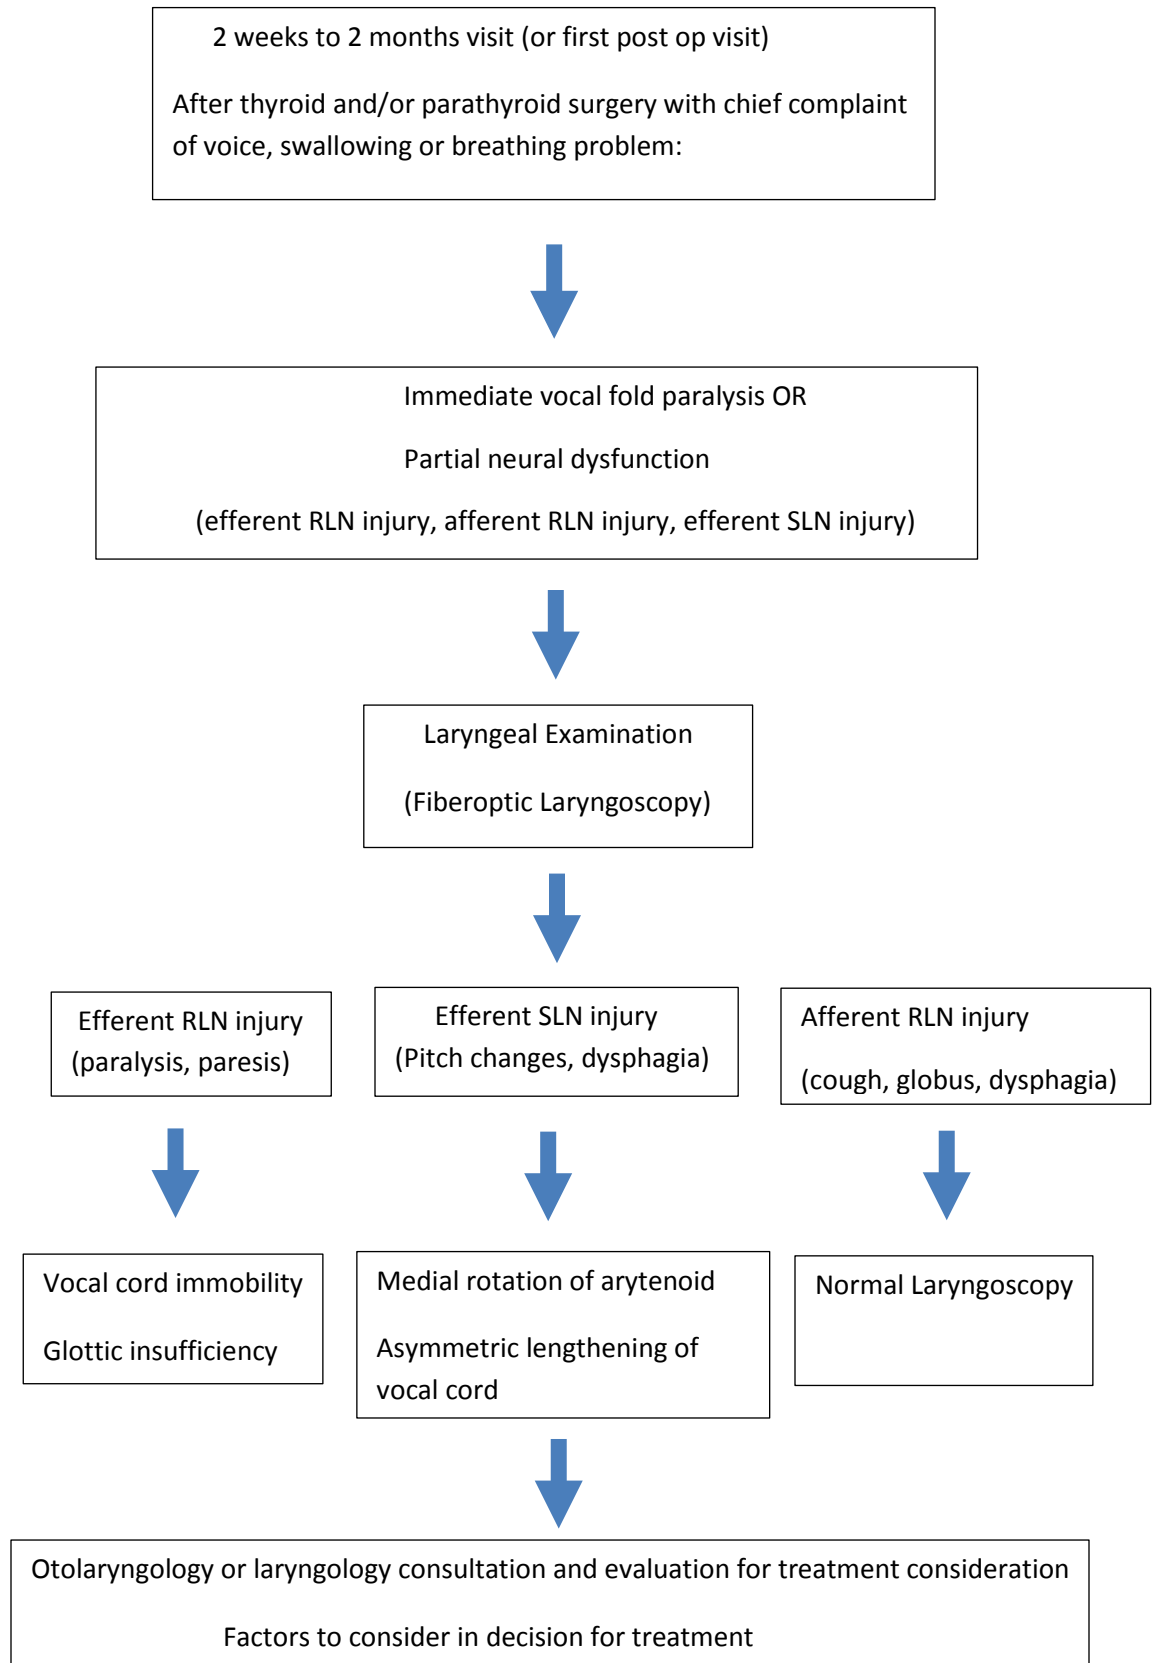 2 weeks to 2 months visit (or first post op visit)
After thyroid and/or parathyroid surgery with chief complaint
of voice, swallowing or breathing problem:
Immediate vocal fold paralysis OR
Partial neural dysfunction
(efferent RLN injury, afferent RLN injury, efferent SLN injury)
Laryngeal Examination
(Fiberoptic Laryngoscopy)
Efferent RLN injury
(paralysis, paresis)
Efferent SLN injury
(Pitch changes, dysphagia)
Afferent RLN injury
(cough, globus, dysphagia)
Vocal cord immobility
Glottic insufficiency
Medial rotation of arytenoid
Asymmetric lengthening of
vocal cord
Normal Laryngoscopy
Otolaryngology or laryngology consultation and evaluation for treatment consideration
Factors to consider in decision for treatment